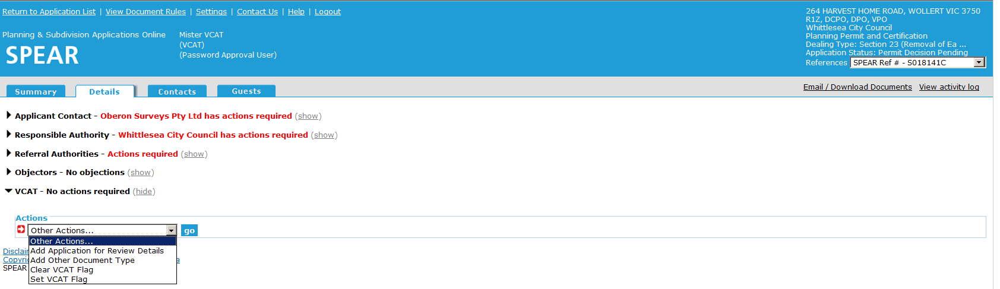 Return to Application List | View Document Rules | Settings | Contact Us | Help | Logout
264 HARVEST HOME ROAD, WOLLERT VIC 3750
R1Z, DCPO, DPO, VPO
Whittlesea City Council
Planning Permit and Certification
Dealing Type: Section 23 (Removal of Ea ...
Application Status: Permit Decision Pending
References SPEAR Ref # - S018141C
Planning & Subdivision Applications Online
SPEAR
Mister VCAT
(VCAT)
(Password Approval User)
Summary Details Contacts Guests
Email / Download Documents View activity log
Applicant Contact - Oberon Surveys Pty Ltd has actions required (show)
Responsible Authority - Whittlesea City Council has actions required (show)
Referral Authorities - Actions required (show)
Objectors - No objections (show)
VCAT - No actions required (hide)
Actions
Other Actions... go
Other Actions...
Add Application for Review Details
Add Other Document Type
Clear VCAT Flag
Set VCAT Flag
SPEAR